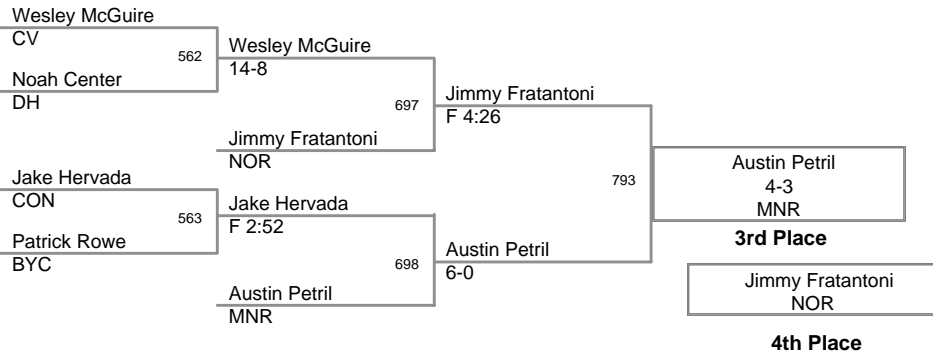 Wesley McGuire
CV
562
Noah Center
DH
Wesley McGuire
14-8
697
Jimmy Fratantoni
NOR
Jimmy Fratantoni
F 4:26
Jake Hervada
CON
563
Patrick Rowe
BYC
Jake Hervada
F 2:52
698
Austin Petril
MNR
Austin Petril
6-0
793
Austin Petril
4-3
MNR
3rd Place
Jimmy Fratantoni
NOR
4th Place